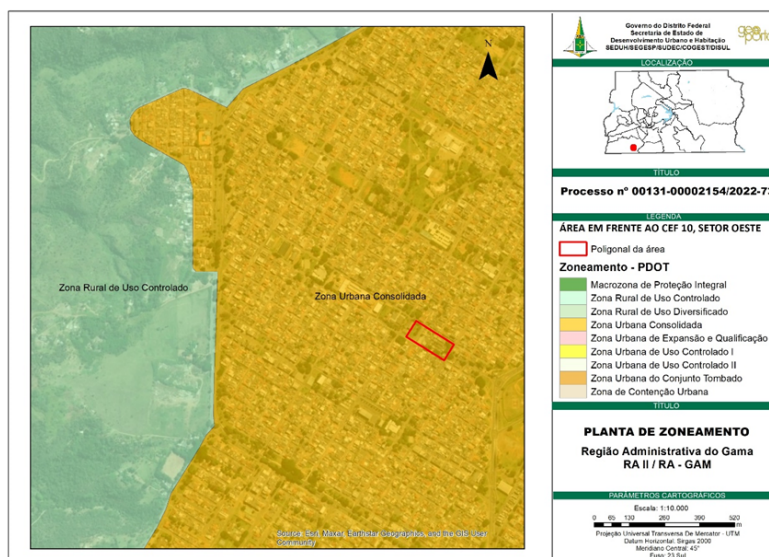 Zona Rural de Uso Controlado
Zona Urbana Consolidada
N
Source: Esri, Maxar, Earthstar Geographics, and the GIS User
Community
Governo do Distrito Federal
Secretaria de Estado de
Desenvolvimento Urbano e Habitação
SEDUH/SEGESP/SUDEC/COGEST/DISUL
LOCALIZAÇÃO
TÍTULO
Processo nº 00131-00002154/2022-7
LEGENDA
ÁREA EM FRENTE AO CEF 10, SETOR OESTE
Poligonal da área
Zoneamento - PDOT
Macrozona de Proteção Integral
Zona Rural de Uso Controlado
Zona Rural de Uso Diversificado
Zona Urbana Consolidada
Zona Urbana de Expansão e Qualificação
Zona Urbana de Uso Controlado I
Zona Urbana de Uso Controlado II
Zona Urbana do Conjunto Tombado
Zona de Contenção Urbana
TÍTULO
PLANTA DE ZONEAMENTO
Região Administrativa do Gama
RA II / RA - GAM
PARÂMETROS CARTOGRÁFICOS
Escala: 1:10.000
0 65 130 260 390 520
m
Projeção Universal Transversa De Mercator - UTM
Datum Horizontal: Sirgas 2000
Meridiano Central: 45°
Fuso: 23 Sul